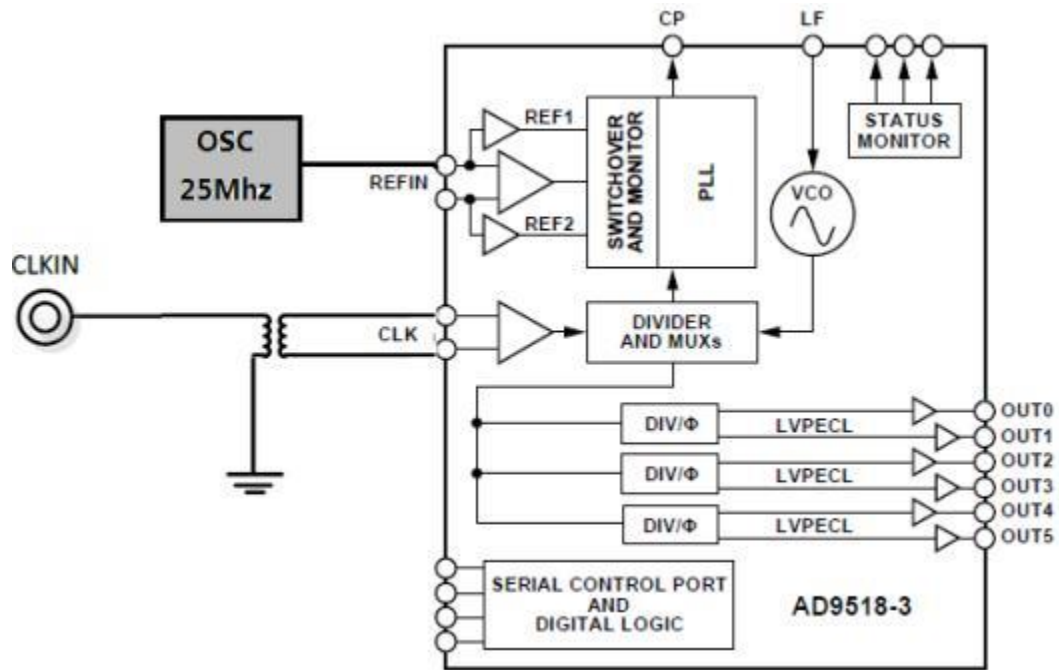 CP
LF
OSC
25Mhz
REFIN
REF1
REF2
SWITCHOVER
AND MONITOR
PLL
STATUS
MONITOR
VCO
CLKIN
CLK
DIVIDER
AND MUXs
DIV/Φ
LVPECL
OUT0
OUT1
DIV/Φ
OUT2
LVPECL
OUT3
DIV/Φ
OUT4
LVPECL
OUT5
SERIAL CONTROL PORT
AND
DIGITAL LOGIC
AD9518-3